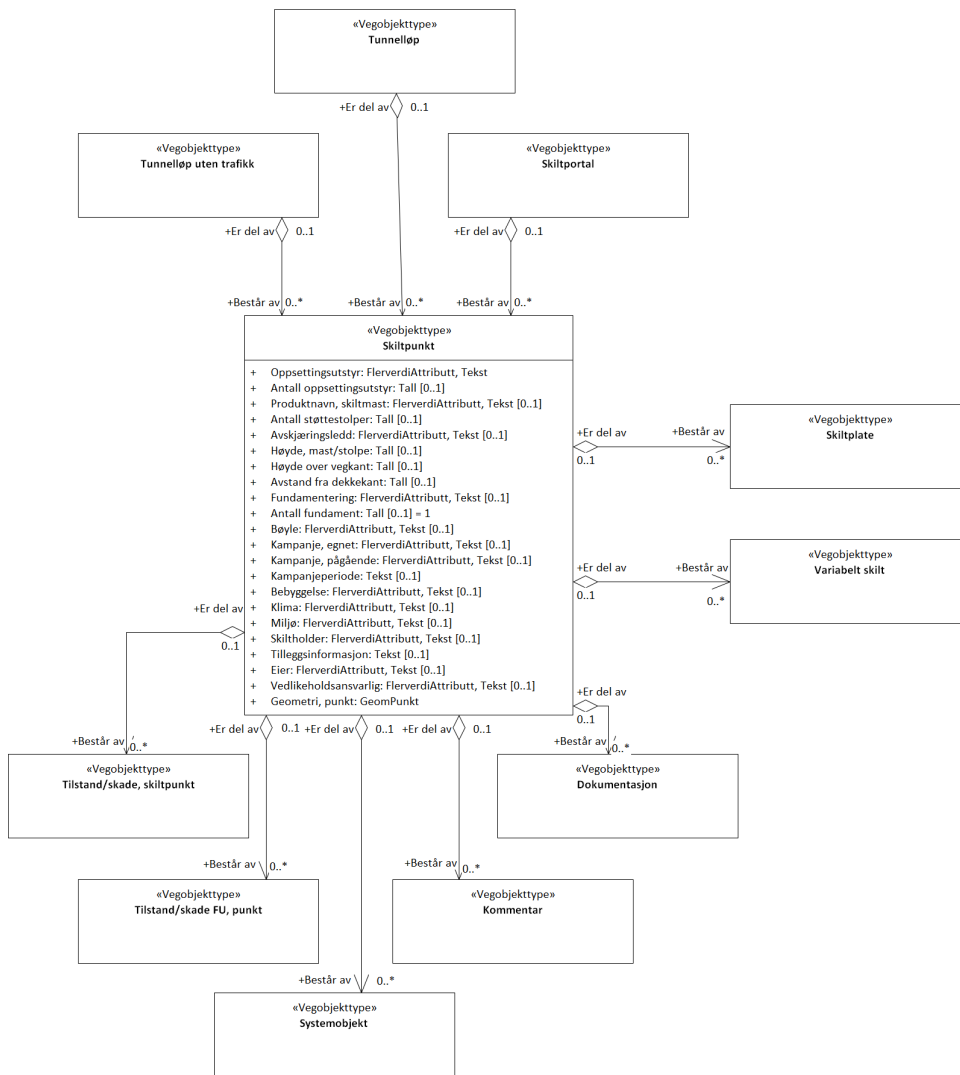 «Vegobjekttype»
Tunnelløp
+Er del av 0..1
«Vegobjekttype»
Tunnelløp uten trafikk
«Vegobjekttype»
Skiltportal
+Er del av 0..1
+Er del av 0..1
+Består av 0..*
+Består av 0..*
+Består av 0..*
«Vegobjekttype»
Skiltpunkt
+ Oppsettingsutstyr: FlerverdiAttributt, Tekst
+ Antall oppsettingsutstyr: Tall [0..1]
+ Produktnavn, skiltmast: FlerverdiAttributt, Tekst [0..1]
+ Antall støttestolper: Tall [0..1]
+ Avskjæringsledd: FlerverdiAttributt, Tekst [0..1]
+ Høyde, mast/stolpe: Tall [0..1]
+ Høyde over vegkant: Tall [0..1]
+ Avstand fra dekkekant: Tall [0..1]
+ Fundamentering: FlerverdiAttributt, Tekst [0..1]
+ Antall fundament: Tall [0..1] = 1
+ Bøyle: FlerverdiAttributt, Tekst [0..1]
+ Kampanje, egnet: FlerverdiAttributt, Tekst [0..1]
+ Kampanje, pågående: FlerverdiAttributt, Tekst [0..1]
+ Kampanjeperiode: Tekst [0..1]
+ Bebyggelse: FlerverdiAttributt, Tekst [0..1]
+ Klima: FlerverdiAttributt, Tekst [0..1]
+ Miljø: FlerverdiAttributt, Tekst [0..1]
+ Skiltholder: FlerverdiAttributt, Tekst [0..1]
+ Tilleggsinformasjon: Tekst [0..1]
+ Eier: FlerverdiAttributt, Tekst [0..1]
+ Vedlikeholdsansvarlig: FlerverdiAttributt, Tekst [0..1]
+ Geometri, punkt: GeomPunkt
+Er del av
0..1
+Består av
0..*
«Vegobjekttype»
Skiltplate
+Er del av
0..1
+Består av
0..*
«Vegobjekttype»
Variabelt skilt
+Er del av
0..1
+Består av 0..*
«Vegobjekttype»
Tilstand/skade, skiltpunkt
+Er del av
0..1
+Består av 0..*
«Vegobjekttype»
Dokumentasjon
+Er del av 0..1
+Er del av 0..1
+Er del av 0..1
+Består av 0..*
«Vegobjekttype»
Tilstand/skade FU, punkt
+Består av 0..*
«Vegobjekttype»
Kommentar
+Består av 0..*
«Vegobjekttype»
Systemobjekt